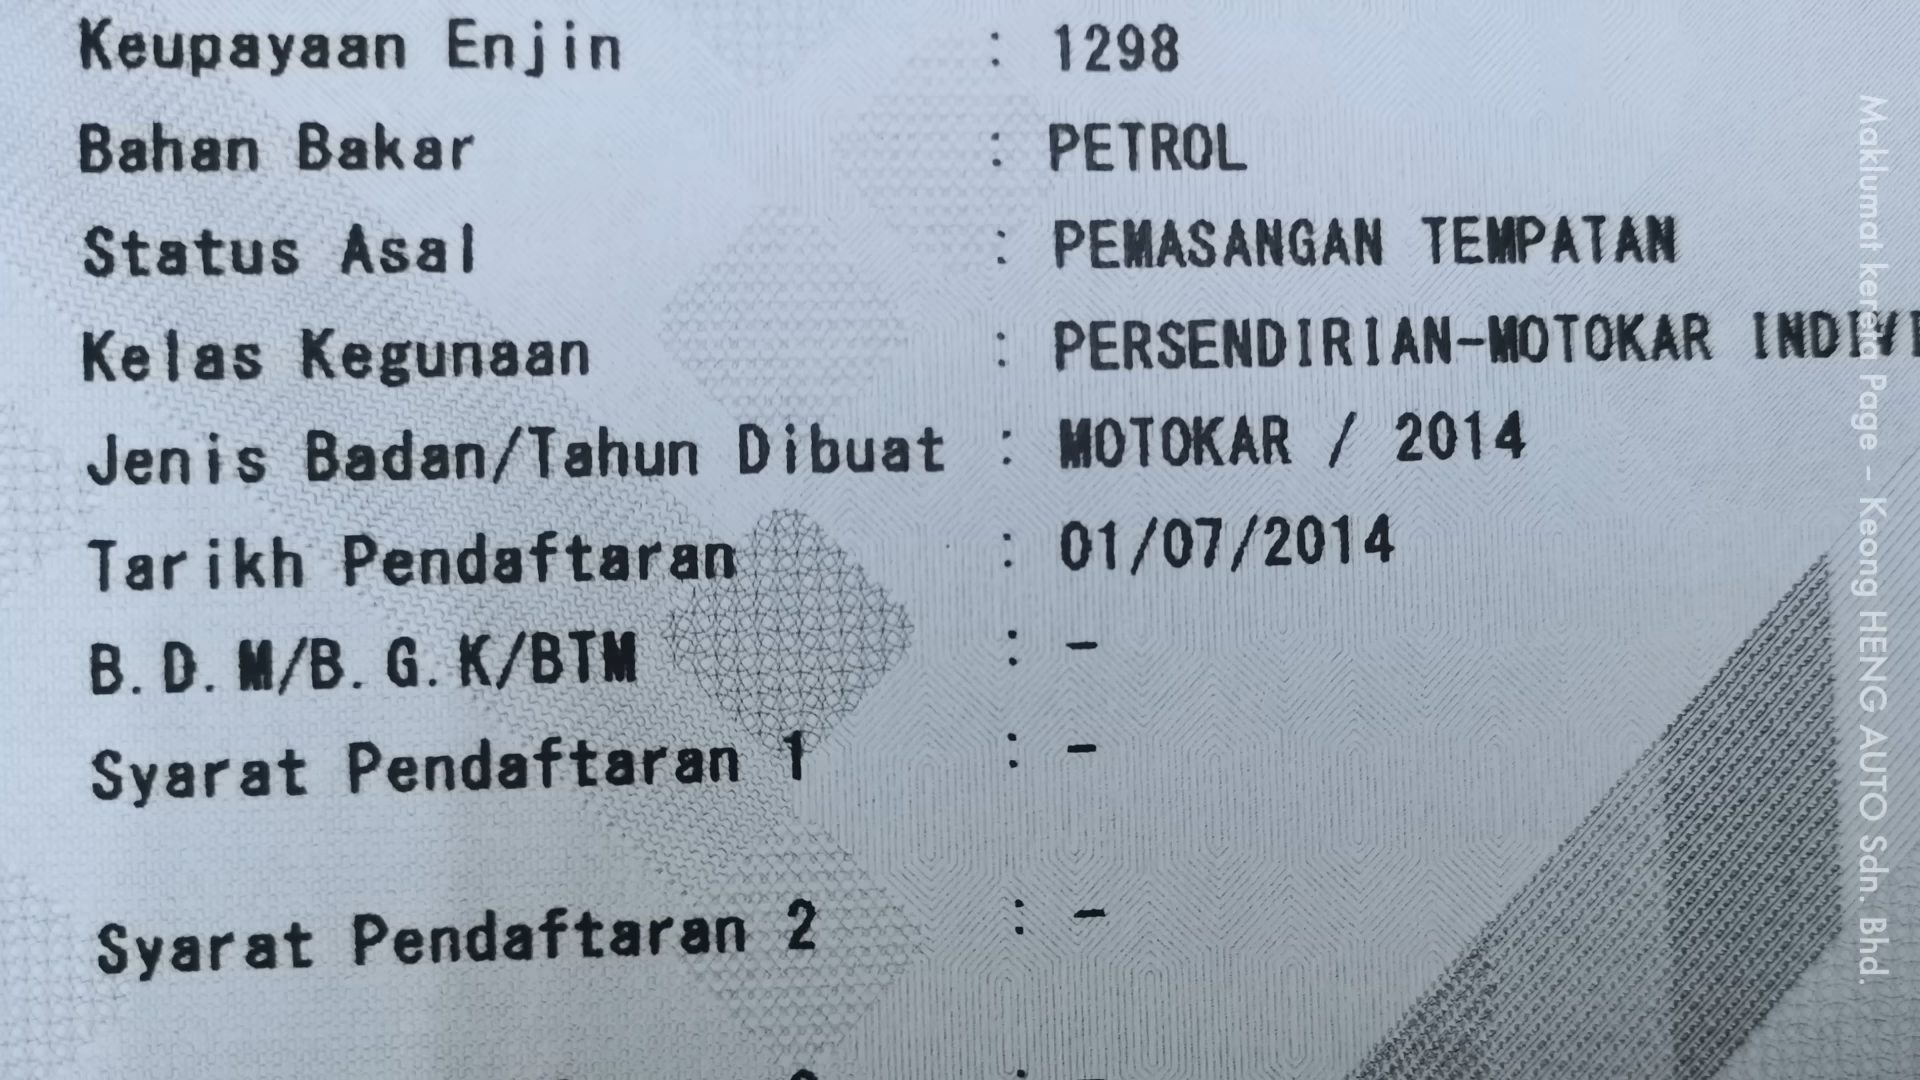 Keupayaan Enjin : 1298
Bahan Bakar : PETROL
Status Asal : PEMASANGAN TEMPATAN
Kelas Kegunaan : PERSENDIRIAN-MOTOKAR INDIVI
Jenis Badan/Tahun Dibuat : MOTOKAR / 2014
Tarikh Pendaftaran : 01/07/2014
B.D.M/B.G.K/BTM : -
Syarat Pendaftaran 1 : -
Syarat Pendaftaran 2 : -
Maklumat kereta Page - Keong HENG AUTO Sdn. Bhd.